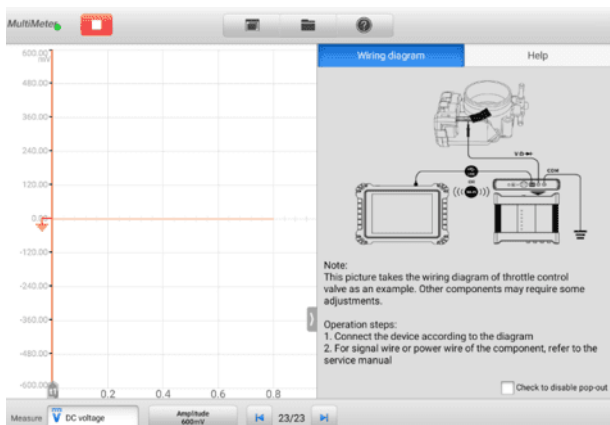 MultiMeter
Wiring diagram
Help
600.00
mV
480.00
360.00
240.00
120.00
0.00
-120.00
-240.00
-360.00
-480.00
-600.00
0.2 0.4 0.6 0.8
V Ω
COM
Note:
This picture takes the wiring diagram of throttle control
valve as an example. Other components may require some
adjustments.
Operation steps:
1. Connect the device according to the diagram
2. For signal wire or power wire of the component, refer to the
service manual
Check to disable pop-out
Measure
V DC voltage
Amplitude
600mV
23/23